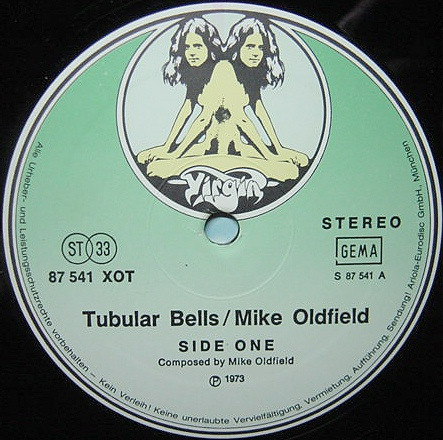 Virgin
STEREO
ST 33
GEMA
87 541 XOT
S 87 541 A
Tubular Bells/Mike Oldfield
SIDE ONE
Composed by Mike Oldfield
Ⓟ 1973
Alle Urheber- und Leistungsschutzrechte vorbehalten – Kein Verleih! Keine unerlaubte Vervielfältigung, Vermietung, Aufführung, Sendung! Ariola-Eurodisc GmbH., München